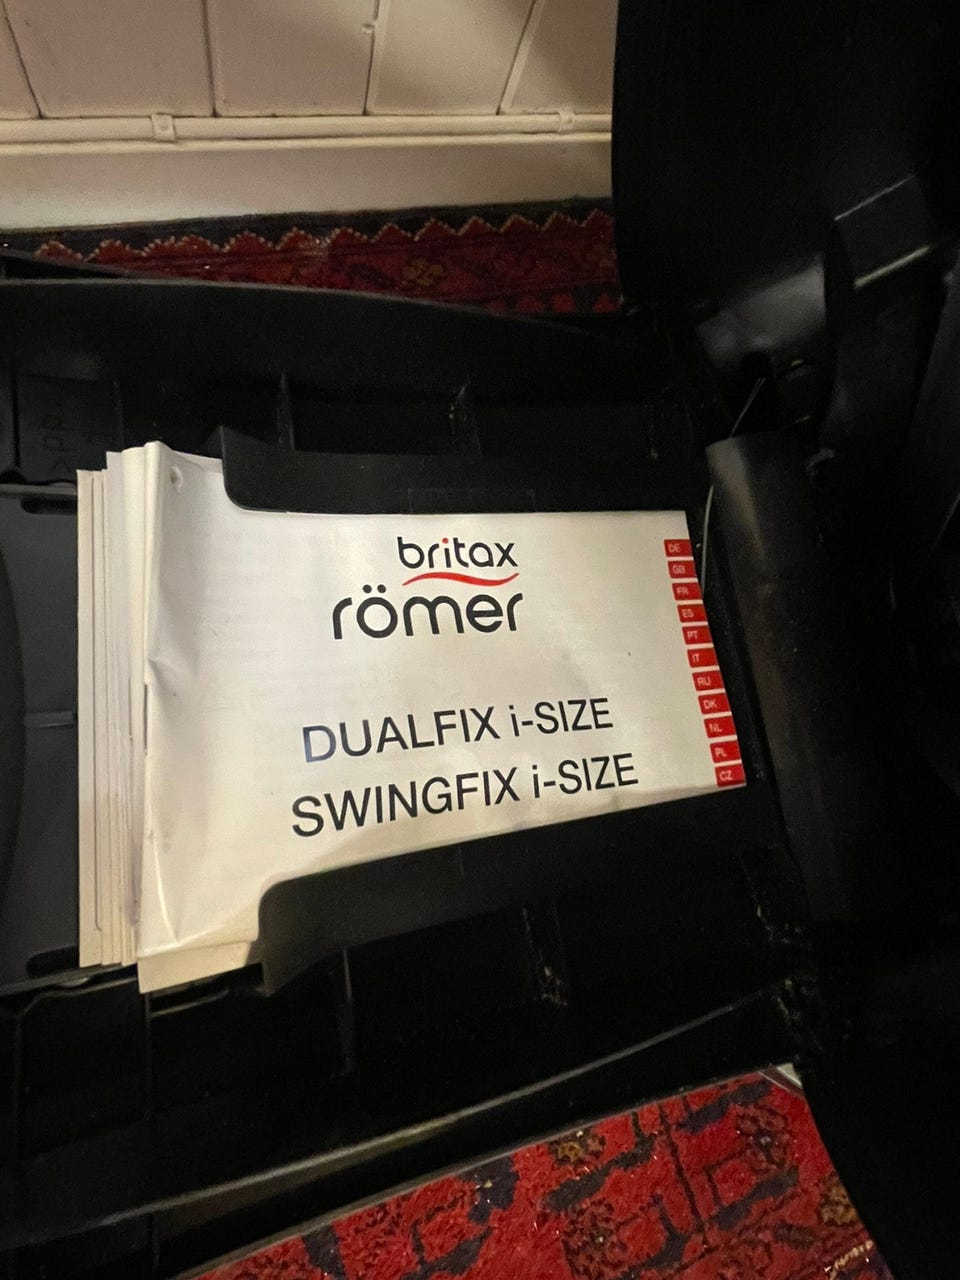 britax
römer
DUALFIX i-SIZE
SWINGFIX i-SIZE
DE
GB
FR
ES
PT
IT
RU
DK
NL
PL
CZ